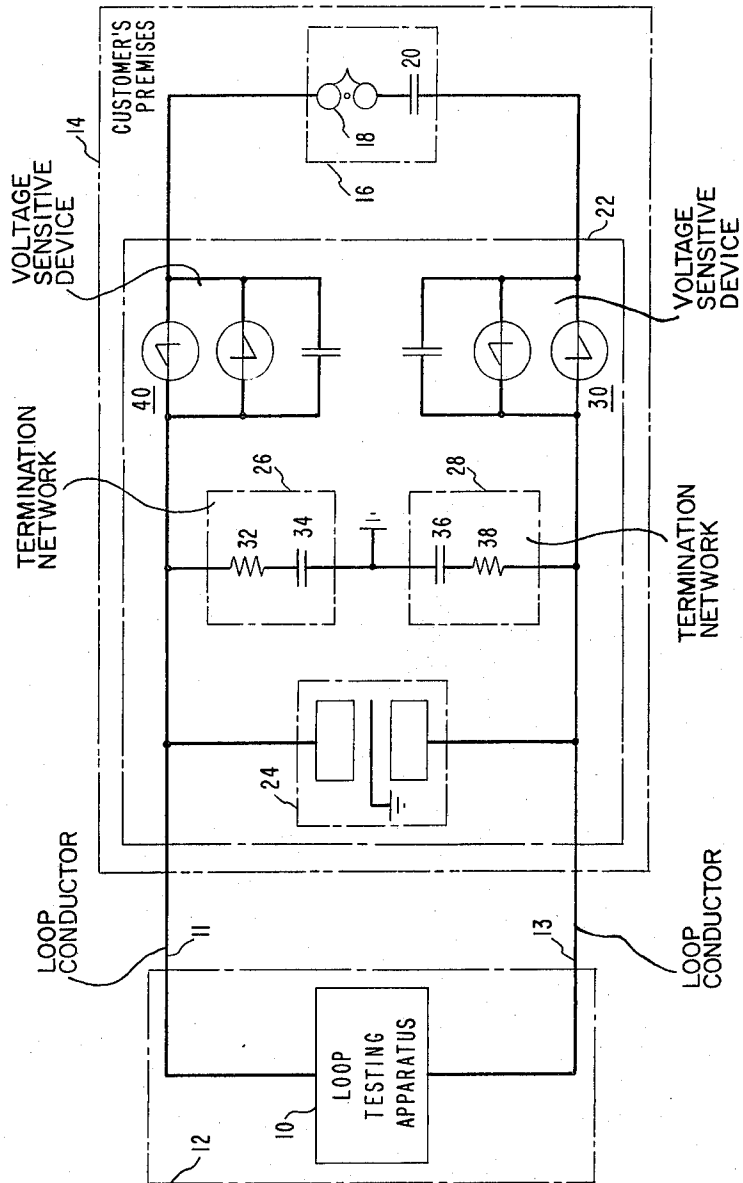 14
CUSTOMER'S
PREMISES
VOLTAGE
SENSITIVE
DEVICE
18
20
16
22
VOLTAGE
SENSITIVE
DEVICE
40
30
TERMINATION
NETWORK
26
32
34
28
36
38
TERMINATION
NETWORK
24
LOOP
CONDUCTOR
11
13
LOOP
CONDUCTOR
10
LOOP
TESTING
APPARATUS
12